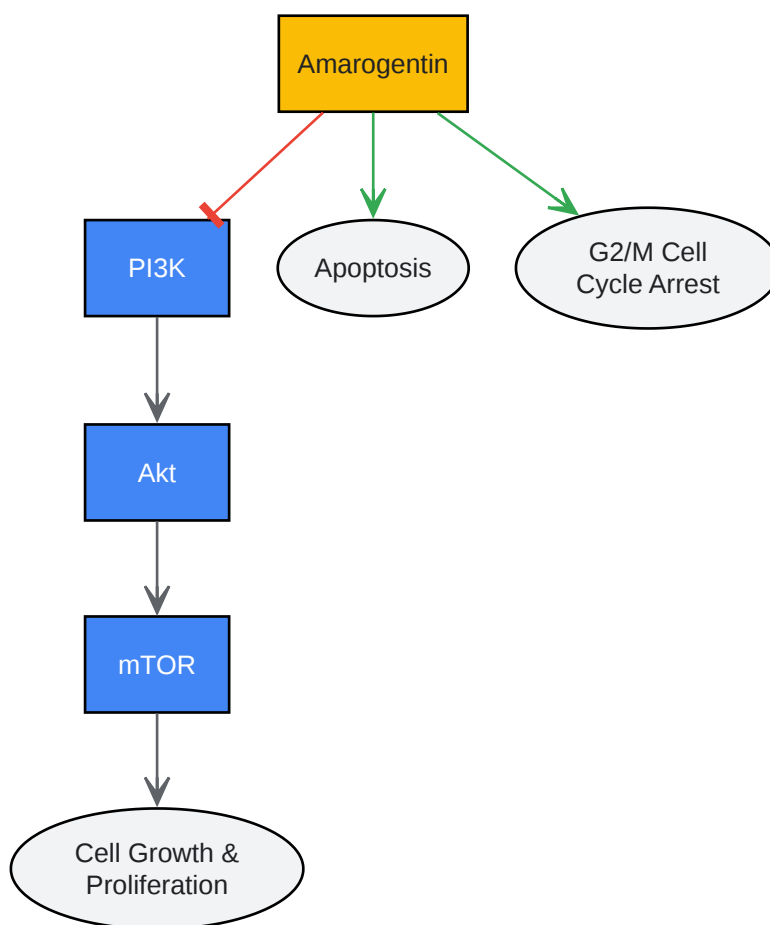 Amarogentin
PI3K
Apoptosis
G2/M Cell
Cycle Arrest
Akt
mTOR
Cell Growth &
Proliferation